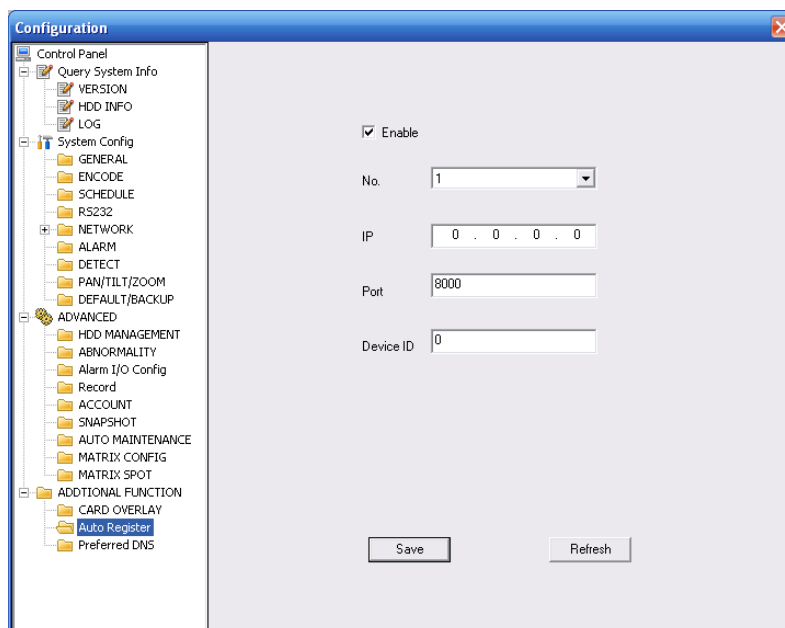 Configuration
Control Panel
Query System Info
VERSION
HDD INFO
LOG
System Config
GENERAL
ENCODE
SCHEDULE
RS232
NETWORK
ALARM
DETECT
PAN/TILT/ZOOM
DEFAULT/BACKUP
ADVANCED
HDD MANAGEMENT
ABNORMALITY
Alarm I/O Config
Record
ACCOUNT
SNAPSHOT
AUTO MAINTENANCE
MATRIX CONFIG
MATRIX SPOT
ADDTIONAL FUNCTION
CARD OVERLAY
Auto Register
Preferred DNS
Enable
No. 1
IP 0 . 0 . 0 . 0
Port 8000
Device ID 0
Save Refresh